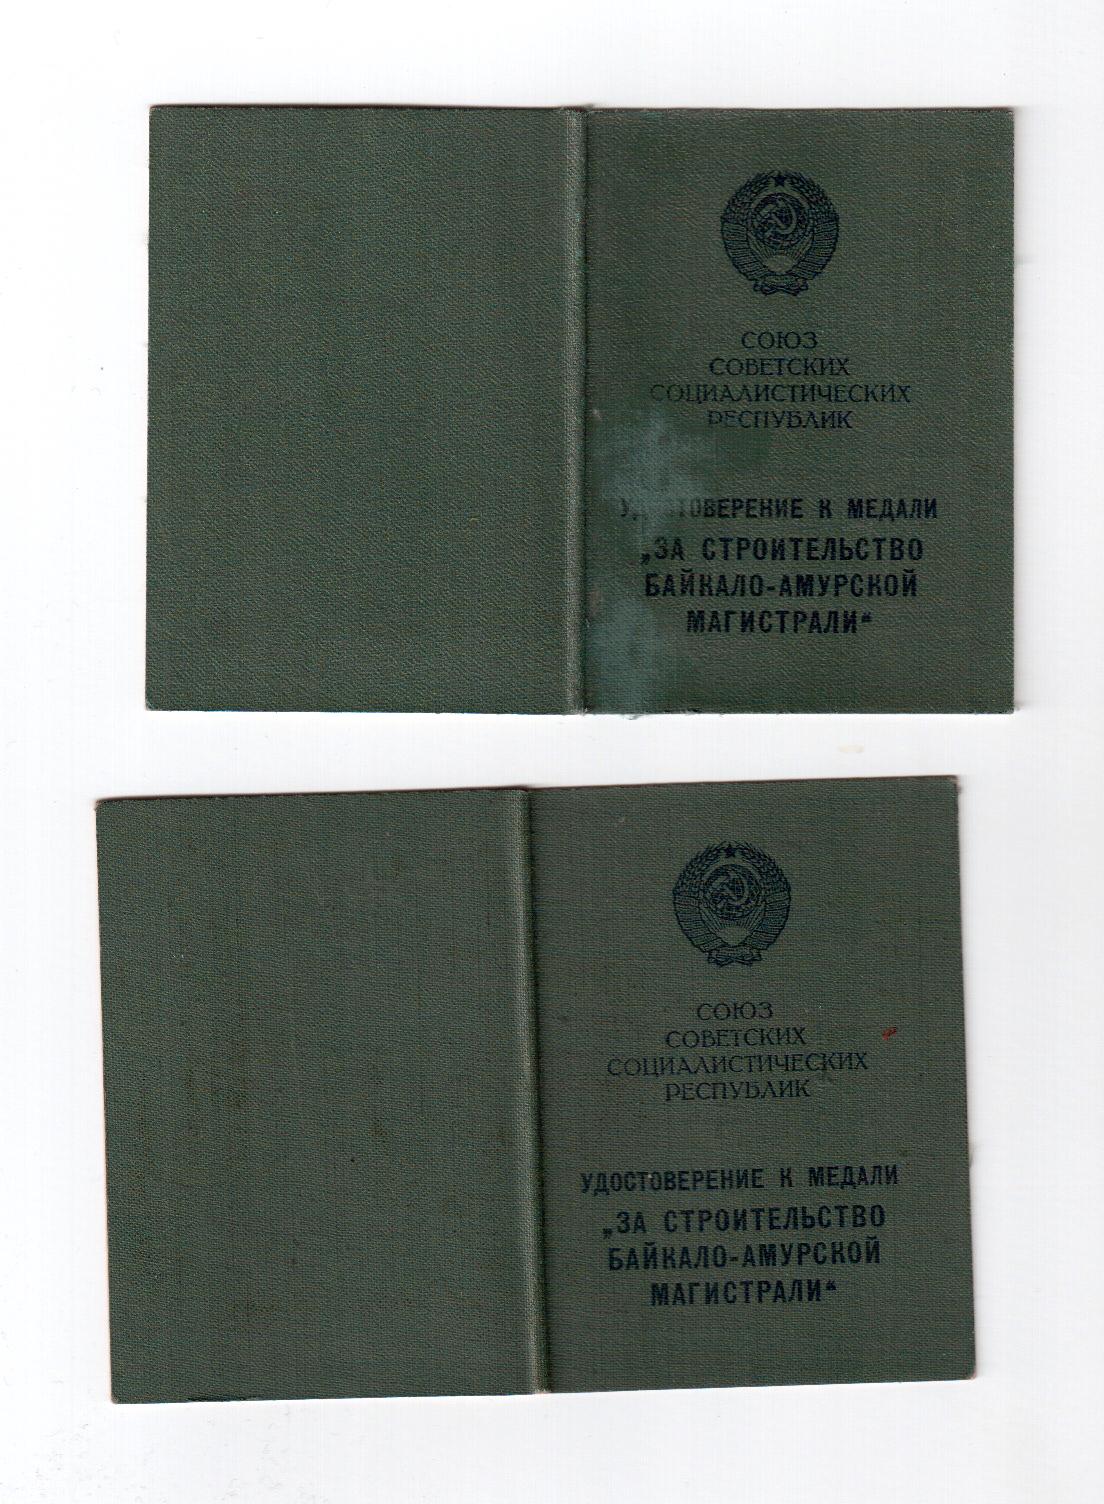 СОЮЗ
СОВЕТСКИХ
СОЦИАЛИСТИЧЕСКИХ
РЕСПУБЛИК
УДОСТОВЕРЕНИЕ К МЕДАЛИ
„ЗА СТРОИТЕЛЬСТВО
БАЙКАЛО-АМУРСКОЙ
МАГИСТРАЛИ“
СОЮЗ
СОВЕТСКИХ
СОЦИАЛИСТИЧЕСКИХ
РЕСПУБЛИК
УДОСТОВЕРЕНИЕ К МЕДАЛИ
„ЗА СТРОИТЕЛЬСТВО
БАЙКАЛО-АМУРСКОЙ
МАГИСТРАЛИ“